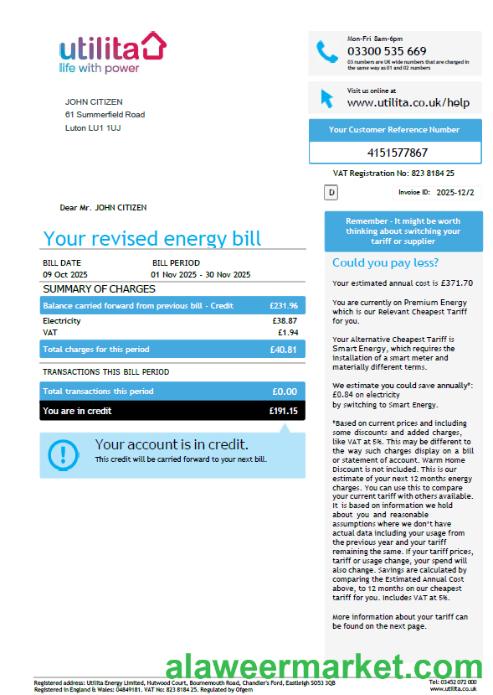 utilita
life with power
Mon-Fri 8am-6pm
03300 535 669
03 numbers are UK wide numbers that are charged in
the same way as 01 and 02 numbers
Visit us online at
www.utilita.co.uk/help
JOHN CITIZEN
61 Summerfield Road
Luton LU1 1UJ
Your Customer Reference Number
4151577867
VAT Registration No: 823 8184 25
D
Invoice ID: 2025-12/2
Dear Mr. JOHN CITIZEN
Your revised energy bill
BILL DATE BILL PERIOD
09 Oct 2025 01 Nov 2025 - 30 Nov 2025
SUMMARY OF CHARGES
Balance carried forward from previous bill - Credit £231.96
Electricity £38.87
VAT £1.94
Total charges for this period £40.81
TRANSACTIONS THIS BILL PERIOD
Total transactions this period £0.00
You are in credit £191.15
Your account is in credit.
This credit will be carried forward to your next bill.
Remember - It might be worth
thinking about switching your
tariff or supplier
Could you pay less?
Your estimated annual cost is £371.70
You are currently on Premium Energy
which is our Relevant Cheapest Tariff
for you.
Your Alternative Cheapest Tariff is
Smart Energy, which requires the
installation of a smart meter and
materially different terms.
We estimate you could save annually*:
£0.84 on electricity
by switching to Smart Energy.
*Based on current prices and including
some discounts and added charges,
like VAT at 5%. This may be different to
the way such charges display on a bill
or statement of account. Warm Home
Discount is not included. This is our
estimate of your next 12 months energy
charges. You can use this to compare
your current tariff with others available.
It is based on information we hold
about you and reasonable
assumptions where we don't have
actual data including your usage from
the previous year and your tariff
remaining the same. If your tariff prices,
tariff or usage change, your spend will
also change. Savings are calculated by
comparing the Estimated Annual Cost
above, to 12 months on our cheapest
tariff for you. Includes VAT at 5%.
More information about your tariff can
be found on the next page.
alaweermarket.com
Registered address: Utilita Energy Limited, Hutwood Court, Bournemouth Road, Chandler's Ford, Eastleigh SO53 3QB
Registered in England & Wales: 04849181. VAT No: 823 8184 25. Regulated by Ofgem
Tel: 03452 072 000
www.utilita.co.uk